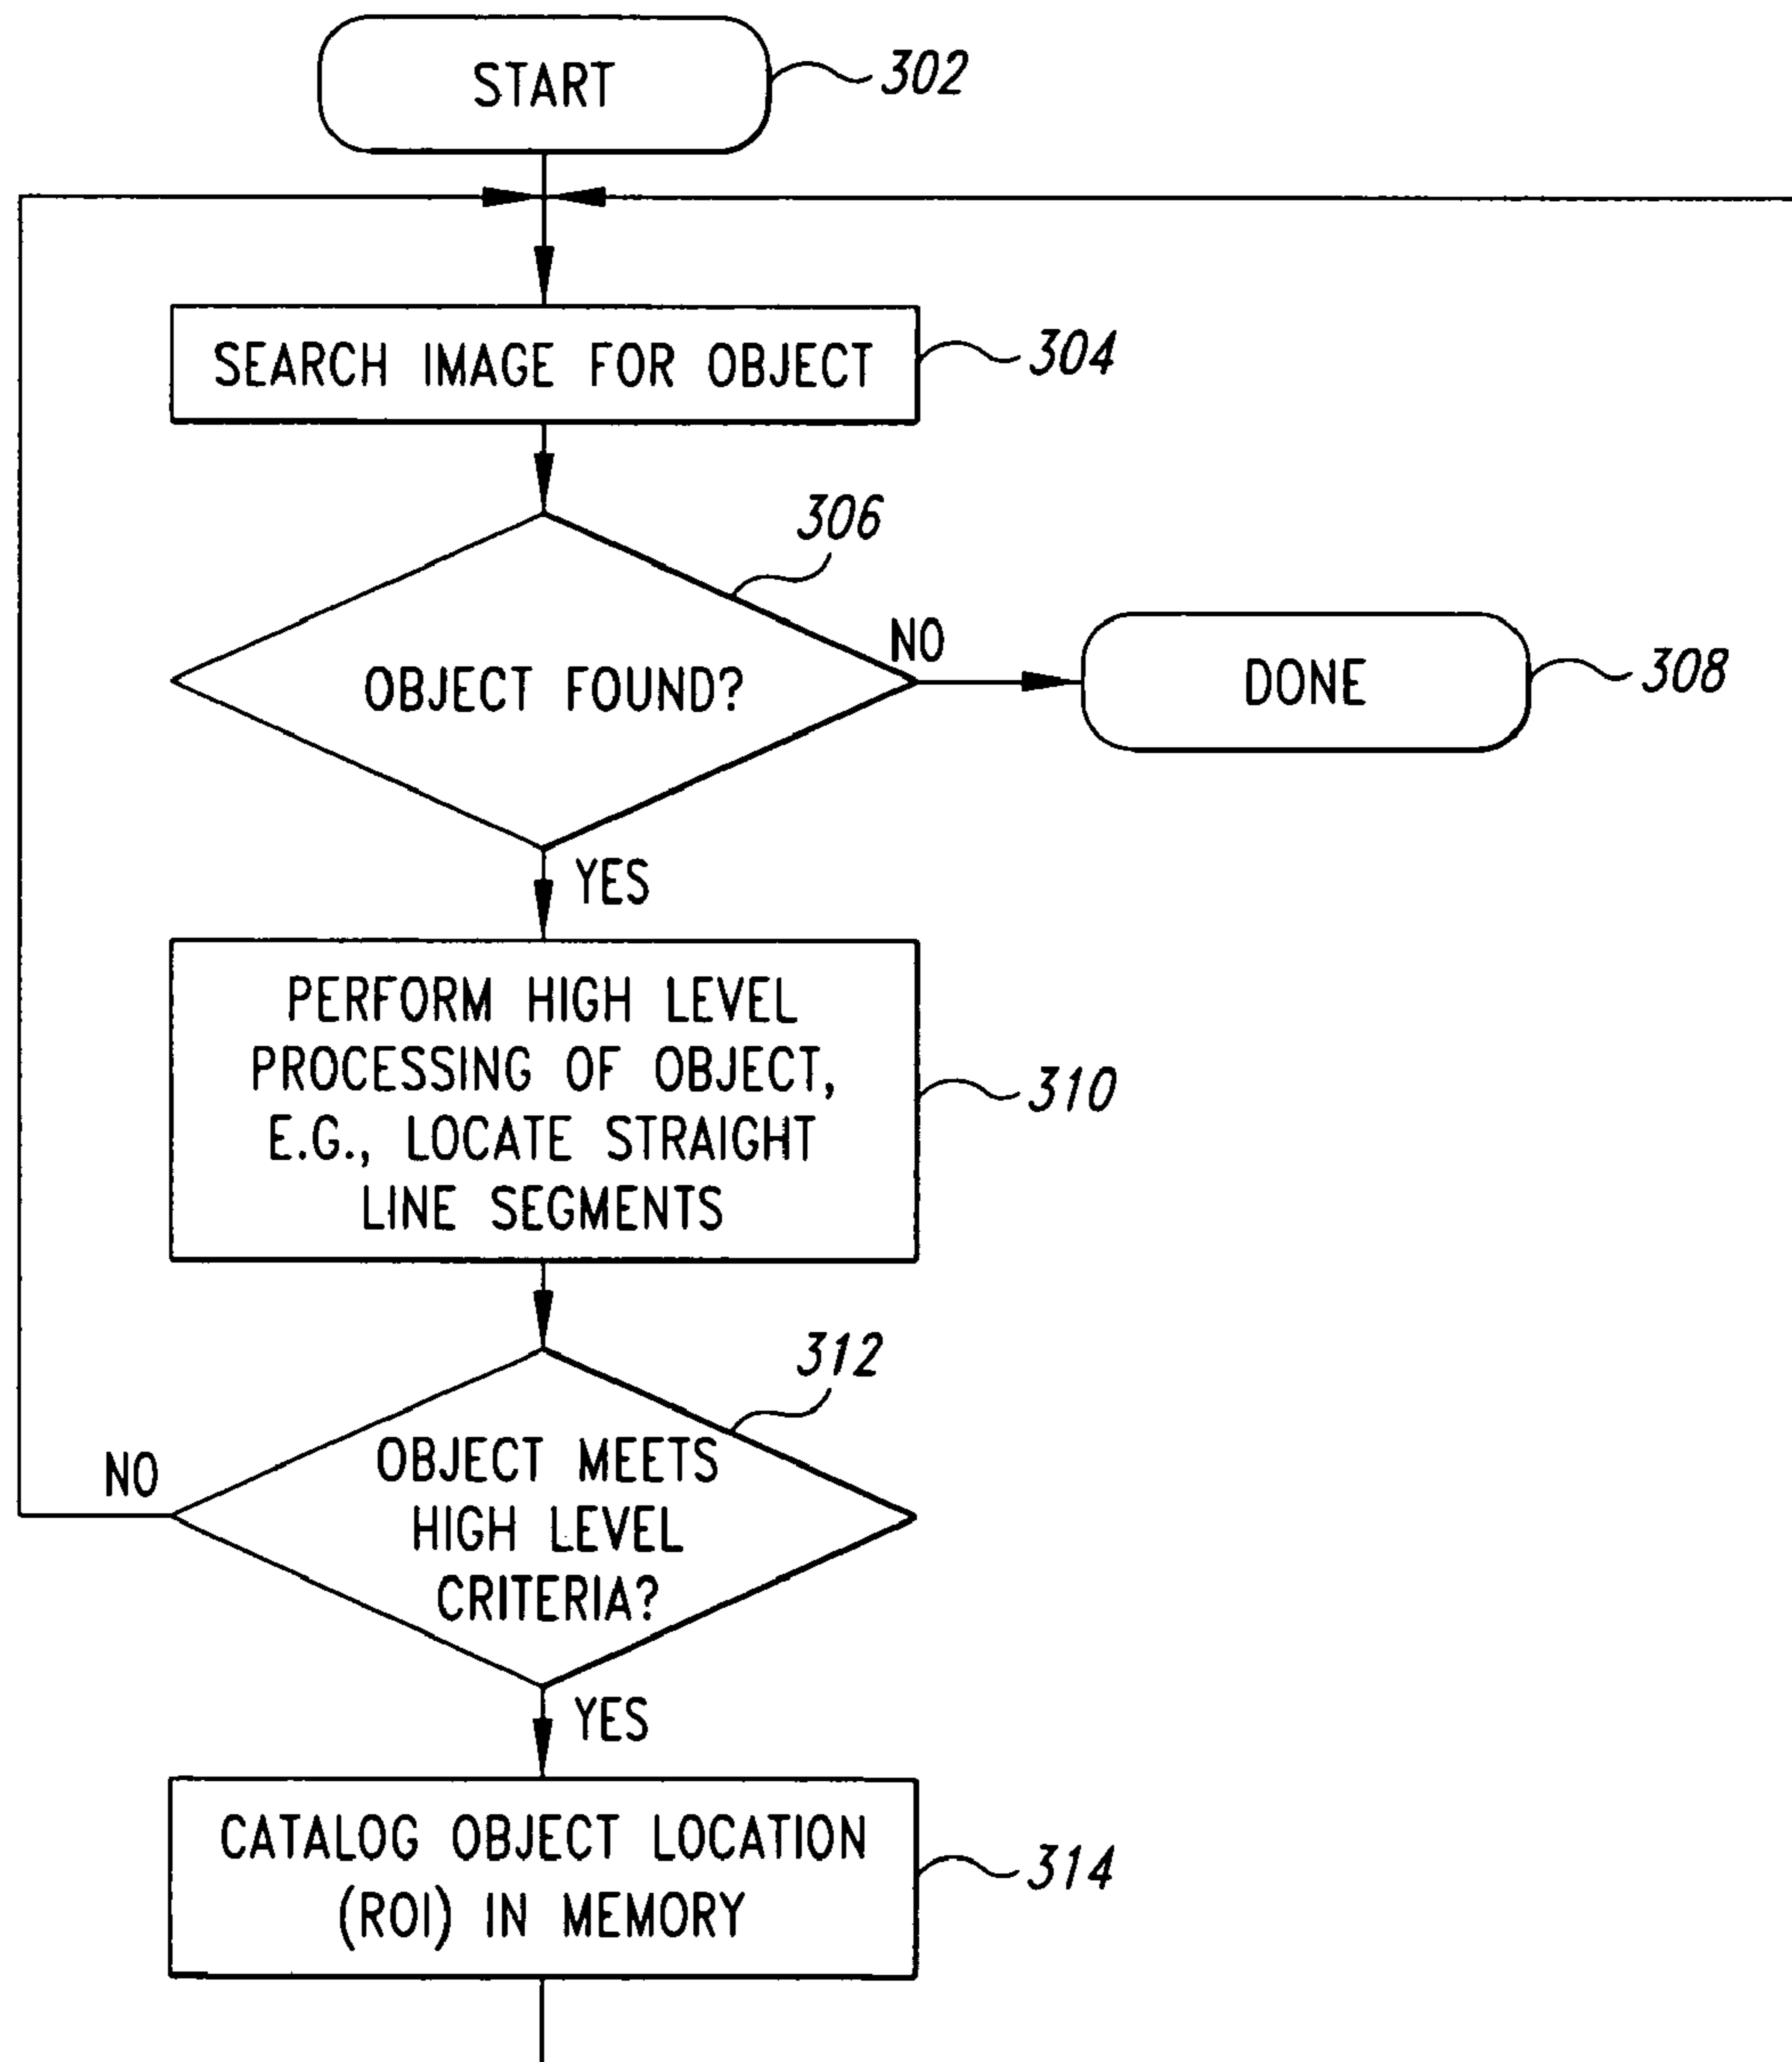 START
302
SEARCH IMAGE FOR OBJECT
304
306
OBJECT FOUND?
NO
DONE
308
YES
PERFORM HIGH LEVEL
PROCESSING OF OBJECT,
E.G., LOCATE STRAIGHT
LINE SEGMENTS
310
312
OBJECT MEETS
HIGH LEVEL
CRITERIA?
NO
YES
CATALOG OBJECT LOCATION
(ROI) IN MEMORY
314